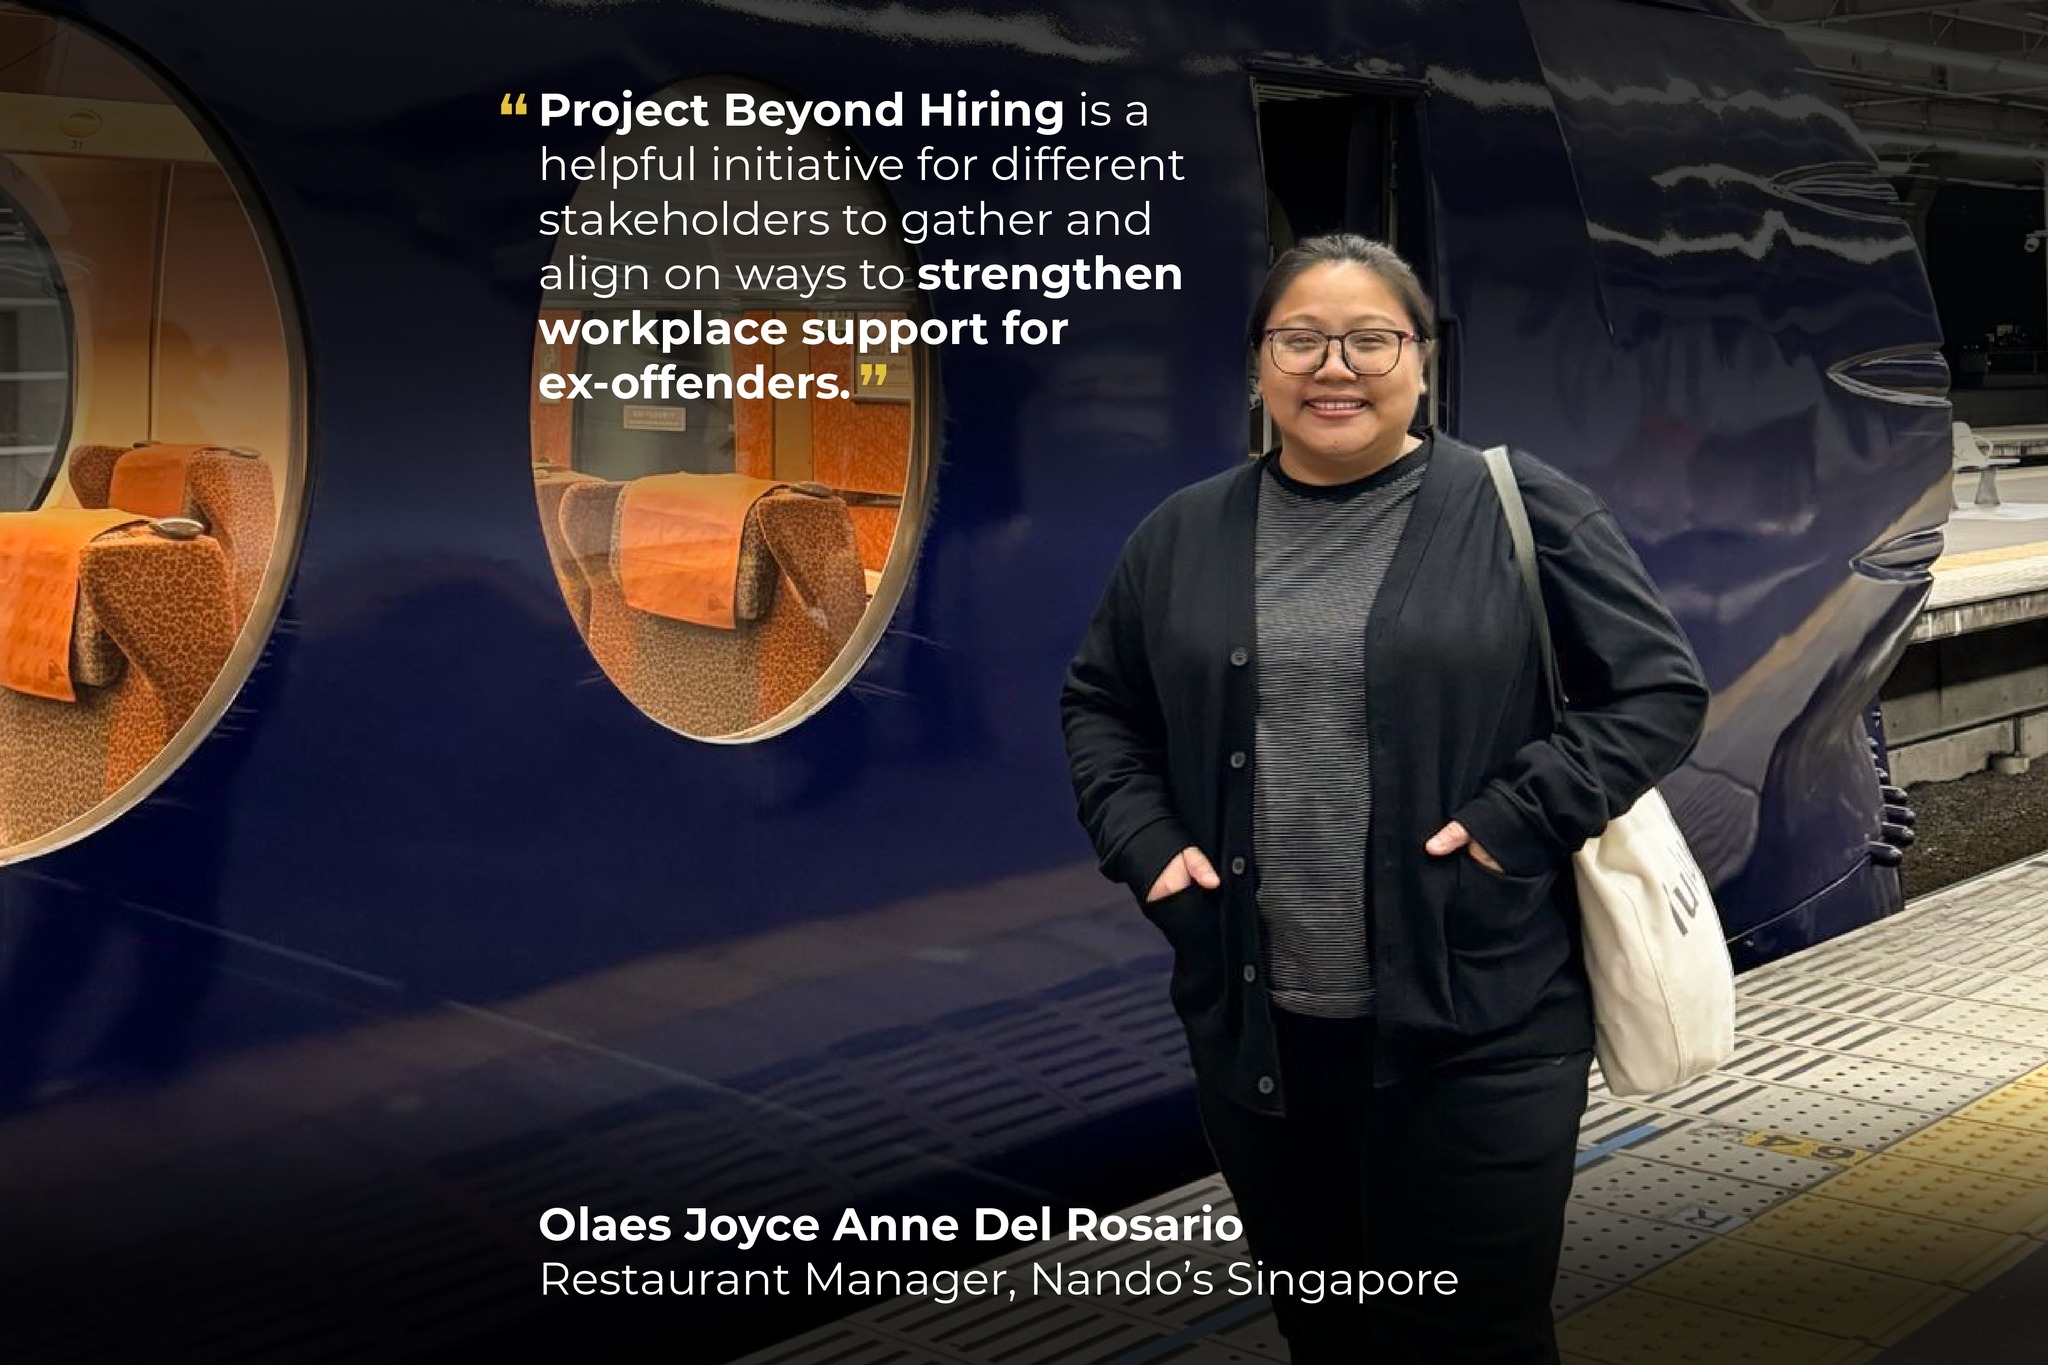 “Project Beyond Hiring is a
helpful initiative for different
stakeholders to gather and
align on ways to strengthen
workplace support for
ex-offenders.”
Olaes Joyce Anne Del Rosario
Restaurant Manager, Nando’s Singapore